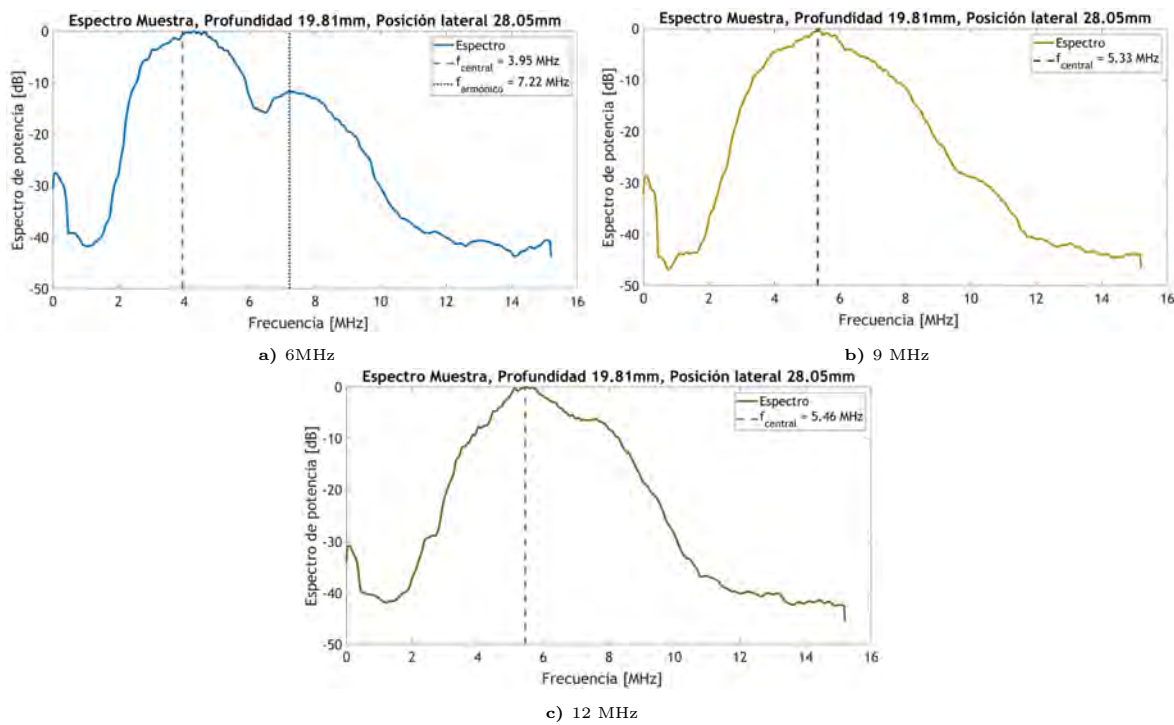 Espectro Muestra, Profundidad 19.81mm, Posición lateral 28.05mm
Espectro de potencia [dB]
0
-10
-20
-30
-40
-50
Espectro
f_central = 3.95 MHz
f_armónico = 7.22 MHz
0 2 4 6 8 10 12 14 16
Frecuencia [MHz]
a) 6MHz
Espectro Muestra, Profundidad 19.81mm, Posición lateral 28.05mm
Espectro de potencia [dB]
0
-10
-20
-30
-40
-50
Espectro
f_central = 5.33 MHz
0 2 4 6 8 10 12 14 16
Frecuencia [MHz]
b) 9 MHz
Espectro Muestra, Profundidad 19.81mm, Posición lateral 28.05mm
Espectro de potencia [dB]
0
-10
-20
-30
-40
-50
Espectro
f_central = 5.46 MHz
0 2 4 6 8 10 12 14 16
Frecuencia [MHz]
c) 12 MHz